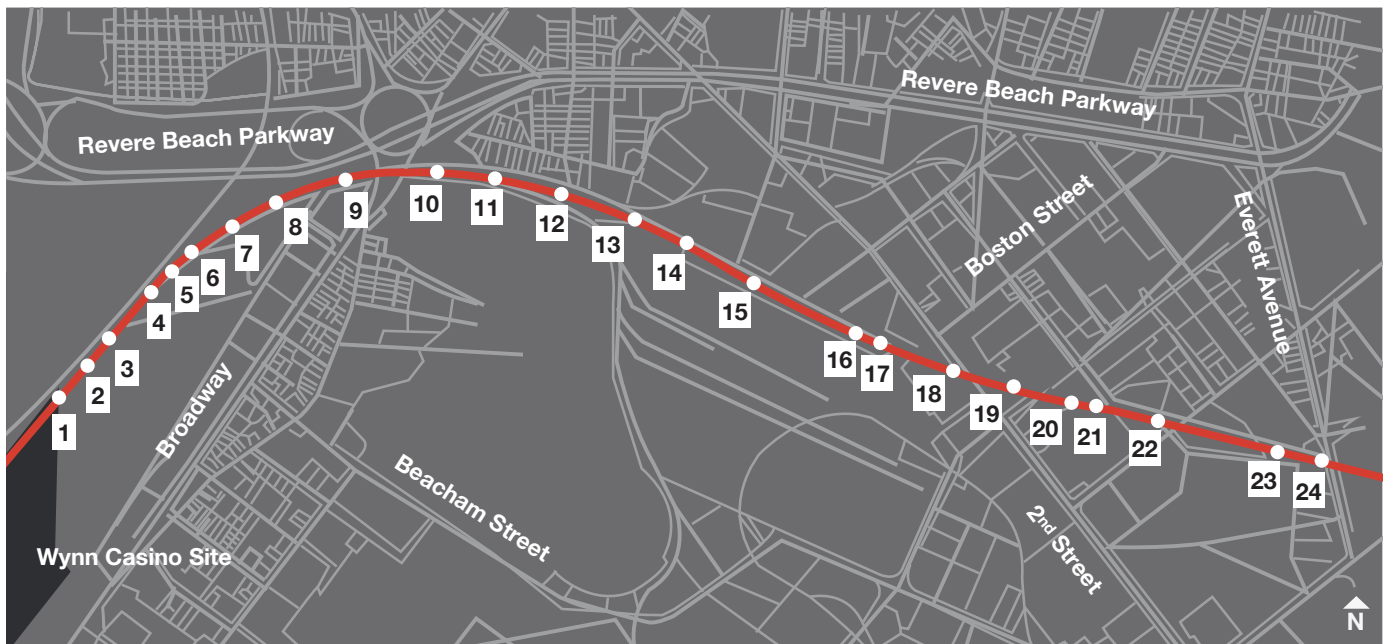 Revere Beach Parkway
Revere Beach Parkway
Boston Street
Everett Avenue
1
2
3
4
5
6
7
8
9
10
11
12
13
14
15
16
17
18
19
20
21
22
23
24
Broadway
Beacham Street
2nd Street
Wynn Casino Site
N